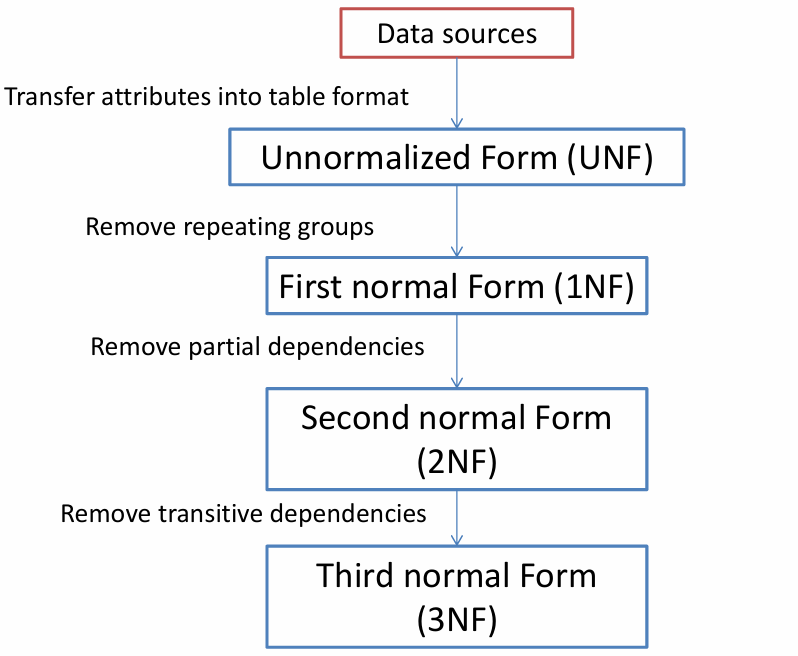 Data sources
Transfer attributes into table format
Unnormalized Form (UNF)
Remove repeating groups
First normal Form (1NF)
Remove partial dependencies
Second normal Form
(2NF)
Remove transitive dependencies
Third normal Form
(3NF)